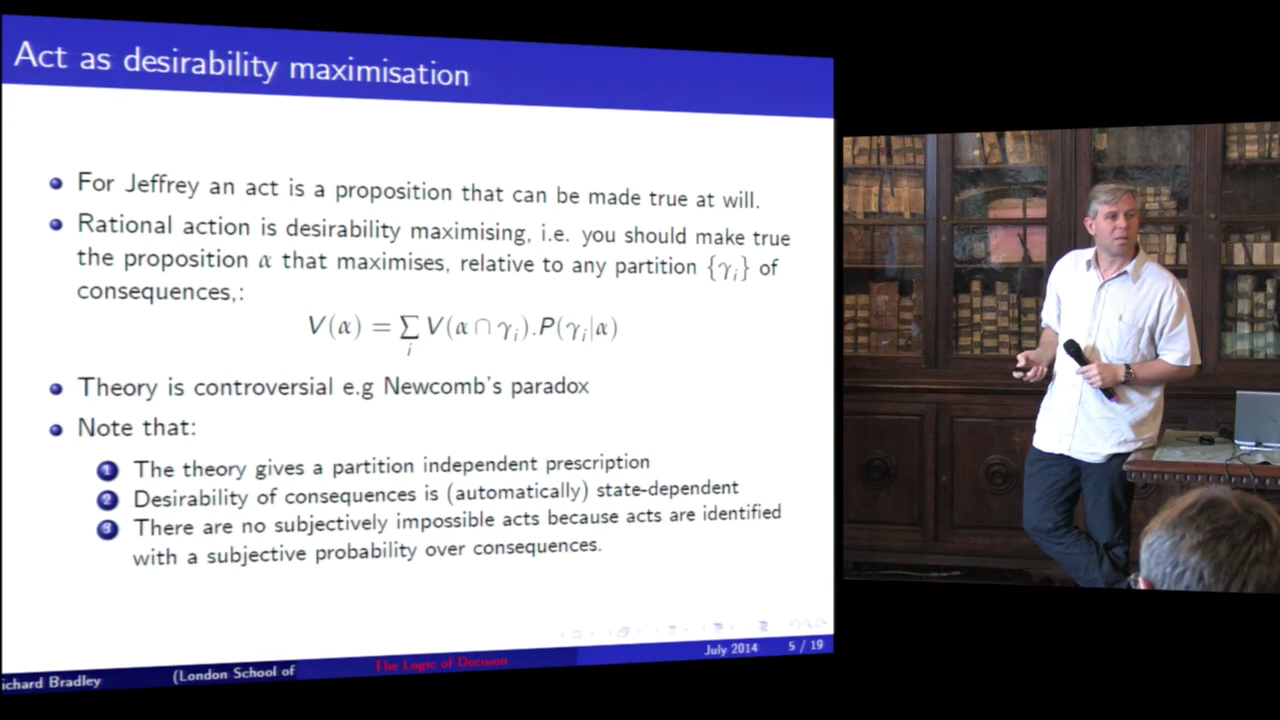 Act as desirability maximisation
For Jeffrey an act is a proposition that can be made true at will.
Rational action is desirability maximising, i.e. you should make true
the proposition α that maximises, relative to any partition {γᵢ} of
consequences,:
V(α) = ∑ᵢ V(α ∩ γᵢ).P(γᵢ|α)
Theory is controversial e.g Newcomb's paradox
Note that:
1 The theory gives a partition independent prescription
2 Desirability of consequences is (automatically) state-dependent
3 There are no subjectively impossible acts because acts are identified
with a subjective probability over consequences.
ichard Bradley (London School of The Logic of Decision July 2014 5 / 19